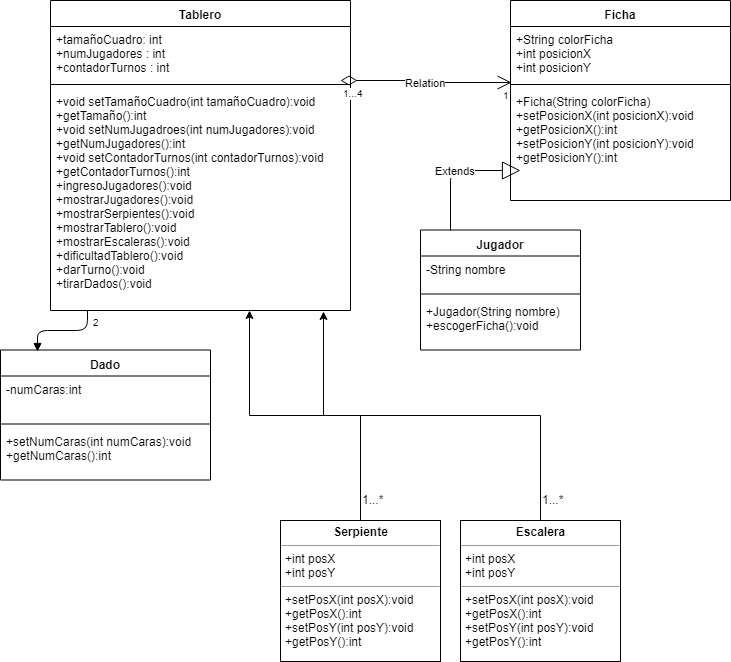 Tablero
+tamañoCuadro: int
+numJugadores : int
+contadorTurnos : int
+void setTamañoCuadro(int tamañoCuadro):void
+getTamaño():int
+void setNumJugadroes(int numJugadores):void
+getNumJugadores():int
+void setContadorTurnos(int contadorTurnos):void
+getContadorTurnos():int
+ingresoJugadores():void
+mostrarJugadores():void
+mostrarSerpientes():void
+mostrarTablero():void
+mostrarEscaleras():void
+dificultadTablero():void
+darTurno():void
+tirarDados():void
1...4
Relation
1
Ficha
+String colorFicha
+int posicionX
+int posicionY
+Ficha(String colorFicha)
+setPosicionX(int posicionX):void
+getPosicionX():int
+setPosicionY(int posicionY):void
+getPosicionY():int
Extends
Jugador
-String nombre
+Jugador(String nombre)
+escogerFicha():void
2
Dado
-numCaras:int
+setNumCaras(int numCaras):void
+getNumCaras():int
1...*
1...*
Serpiente
+int posX
+int posY
+setPosX(int posX):void
+getPosX():int
+setPosY(int posY):void
+getPosY():int
Escalera
+int posX
+int posY
+setPosX(int posX):void
+getPosX():int
+setPosY(int posY):void
+getPosY():int